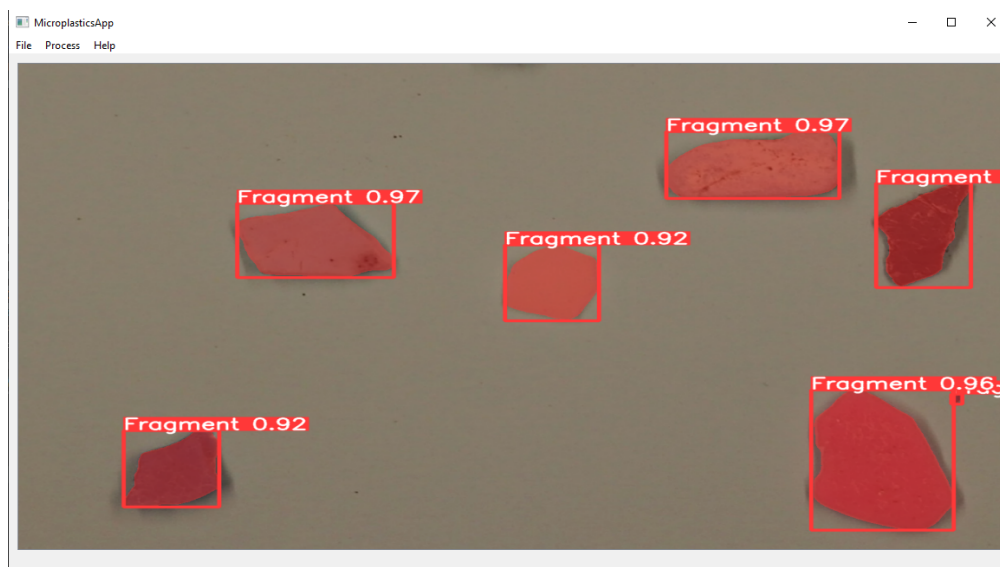 MicroplasticsApp
File Process Help
Fragment 0.97
Fragment
Fragment 0.97
Fragment 0.92
Fragment 0.96
Fragment 0.92